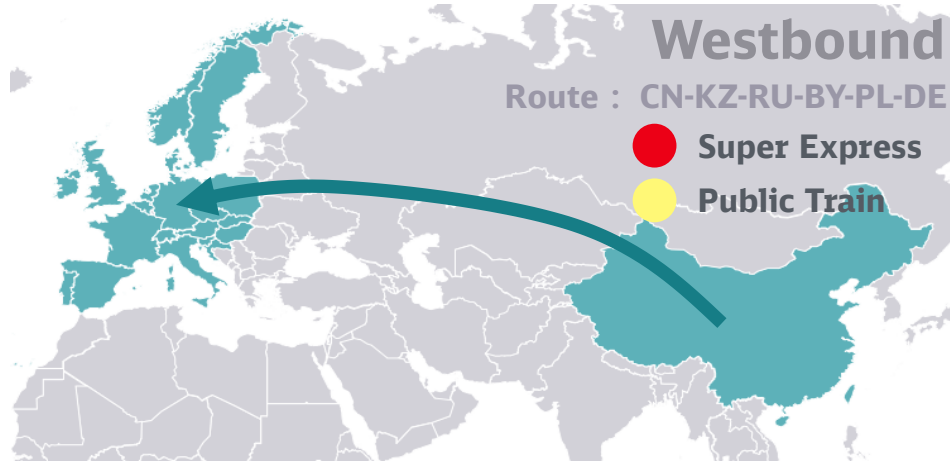 Westbound
Route : CN-KZ-RU-BY-PL-DE
Super Express
Public Train